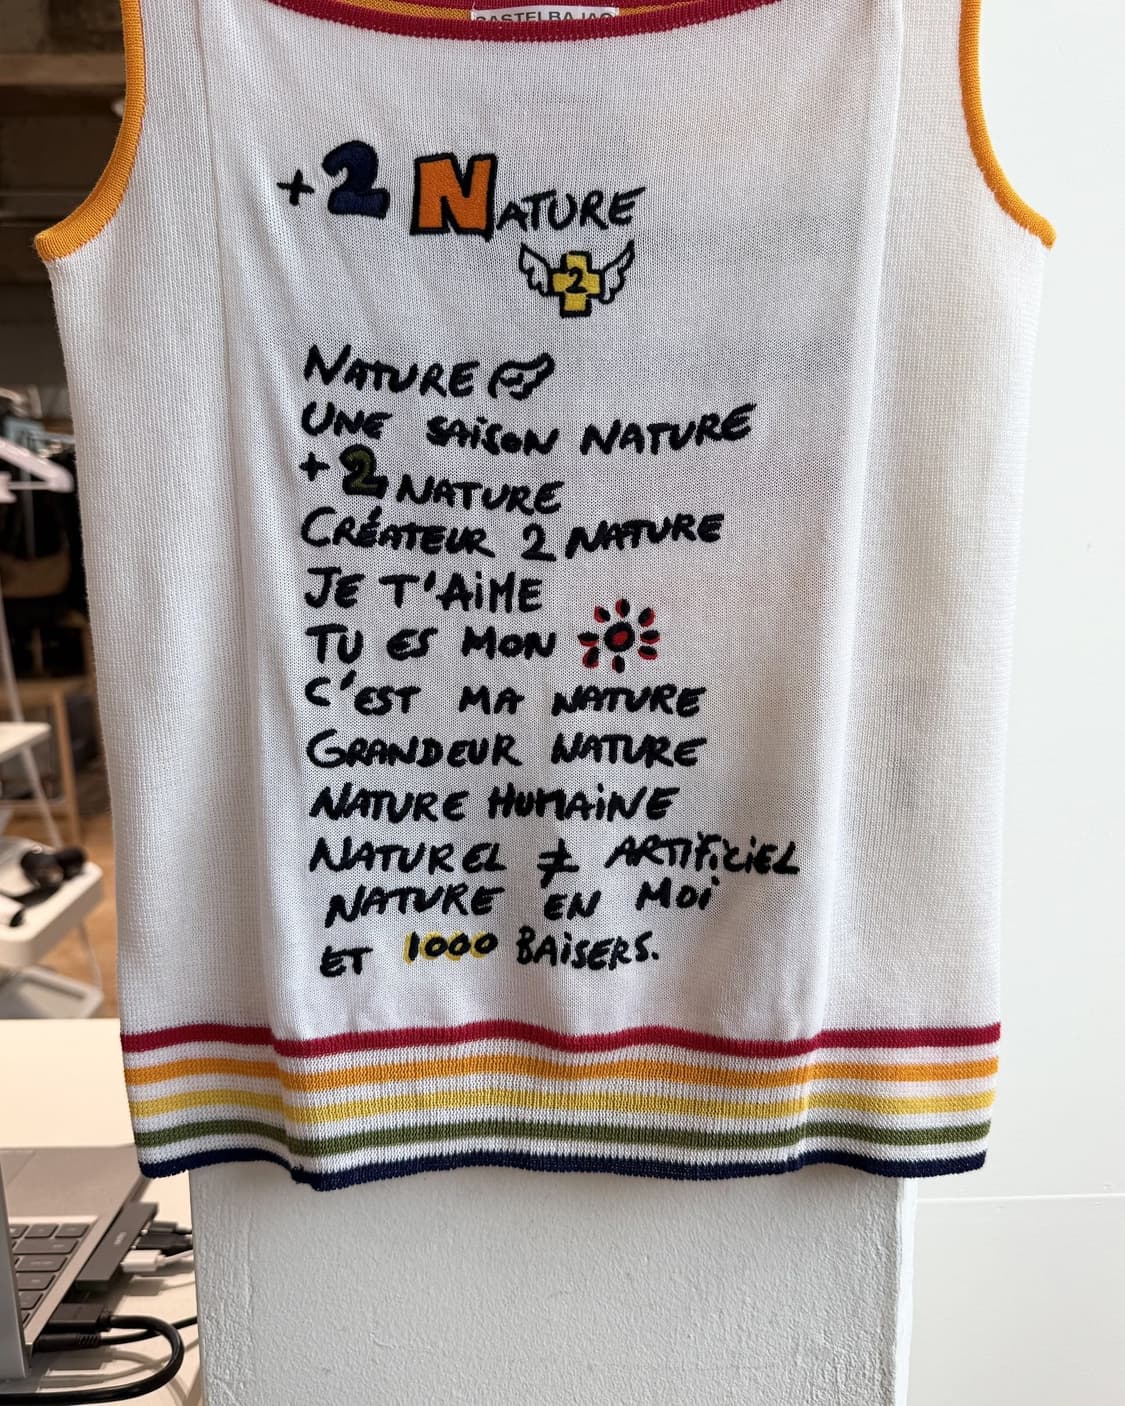 CASTELBAJAC
+2 NATURE
2
NATURE
UNE SAISON NATURE
+2 NATURE
CRÉATEUR 2 NATURE
JE T'AIME
TU ES MON
C'EST MA NATURE
GRANDEUR NATURE
NATURE HUMAINE
NATUREL ≠ ARTIFICIEL
NATURE EN MOI
ET 1000 BAISERS.